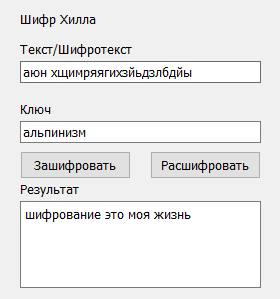 Шифр Хилла
Текст/Шифротекст
аюн хщимряягихзйьдзлбдйы
Ключ
альпинизм
Зашифровать Расшифровать
Результат
шифрование это моя жизнь